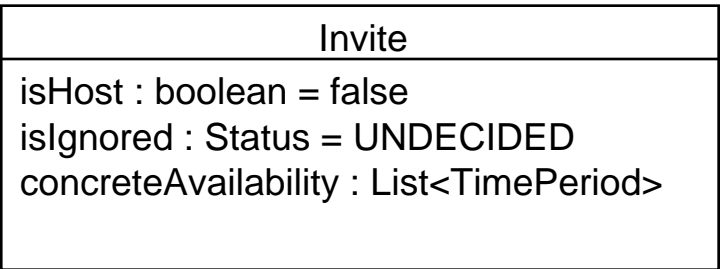 Invite
isHost : boolean = false
isIgnored : Status = UNDECIDED
concreteAvailability : List<TimePeriod>